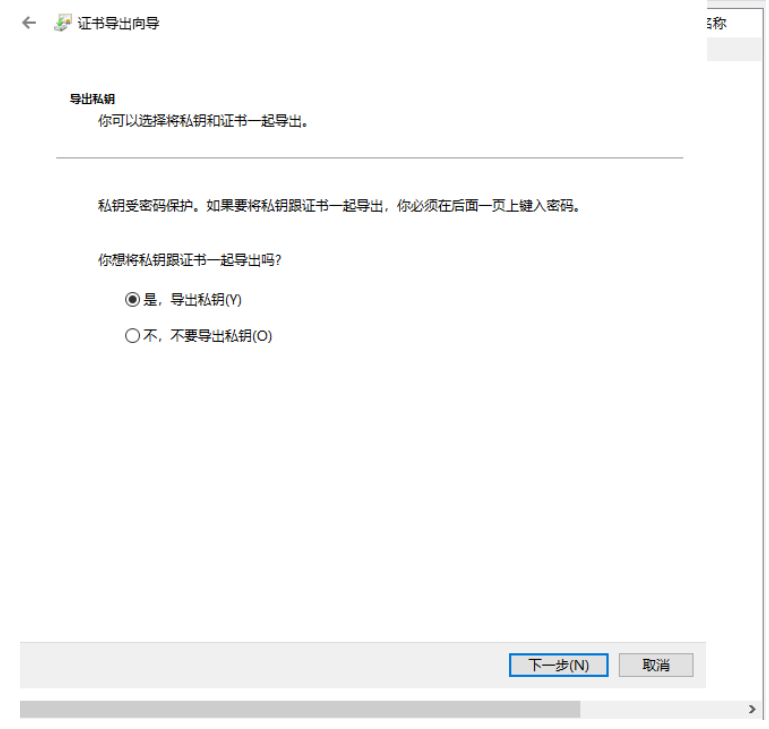 证书导出向导
名称
导出私钥
你可以选择将私钥和证书一起导出。
私钥受密码保护。如果要将私钥跟证书一起导出，你必须在后面一页上键入密码。
你想将私钥跟证书一起导出吗?
是，导出私钥(Y)
不，不要导出私钥(O)
下一步(N)
取消